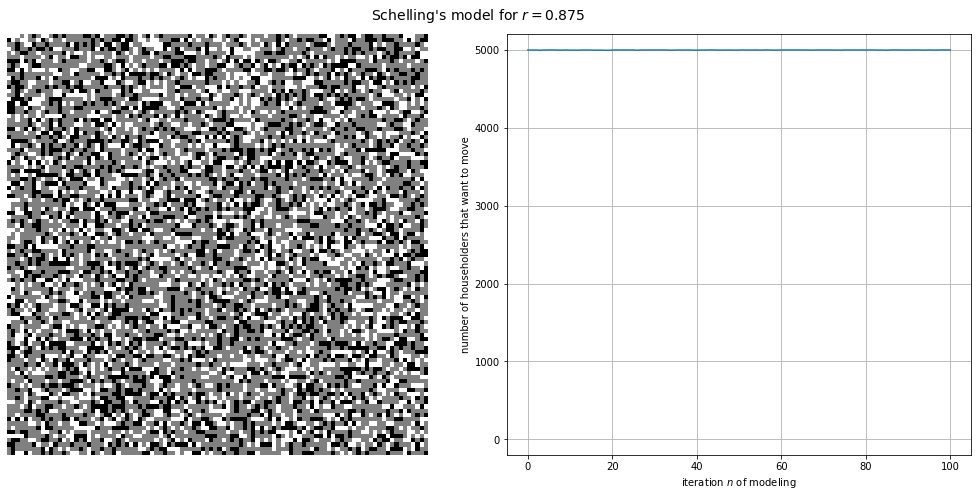 Schelling's model for r = 0.875
5000
4000
3000
2000
1000
0
number of householders that want to move
0 20 40 60 80 100
iteration n of modeling